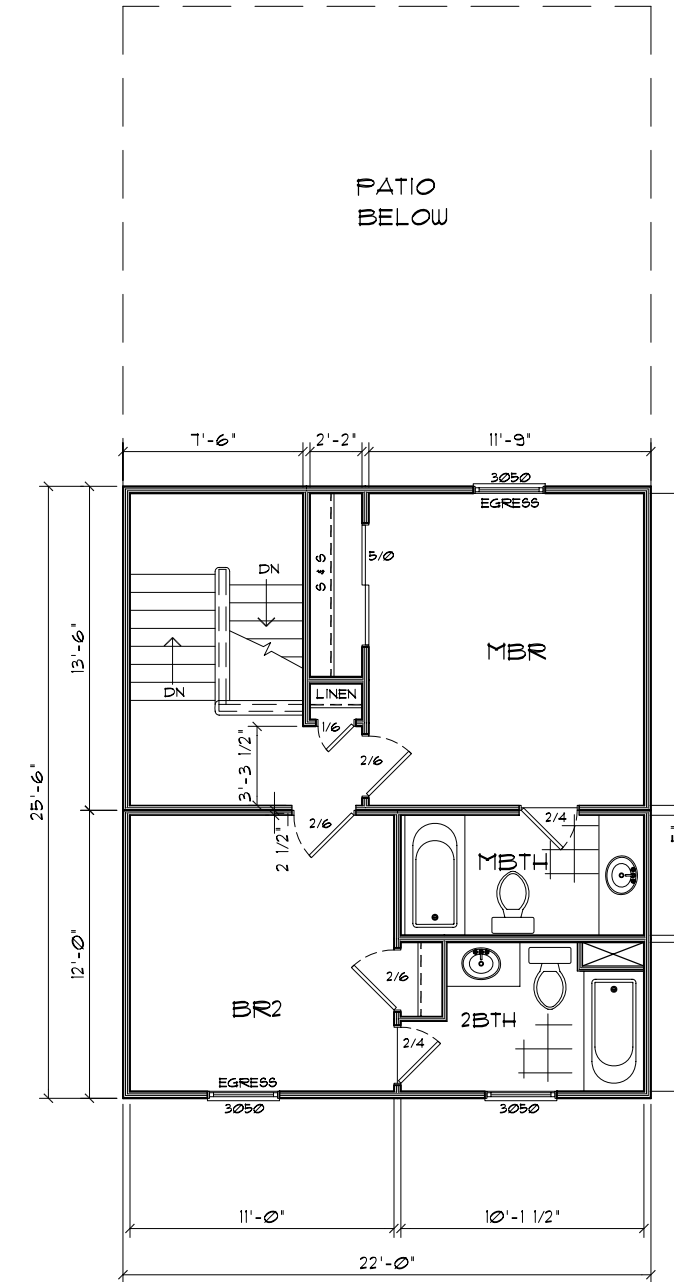 PATIO
BELOW
7'-6"
2'-2"
11'-9"
3050
EGRESS
5/0
S & S
DN
MBR
13'-6"
DN
LINEN
1/6
2/6
3'-3 1/2"
25'-6"
2/6
2/4
2 1/2"
MBTH
12'-0"
2/6
BR2
2BTH
2/4
EGRESS
3050
3050
11'-0"
10'-1 1/2"
22'-0"